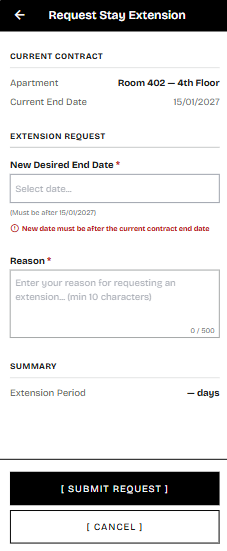 Request Stay Extension
CURRENT CONTRACT
Apartment Room 402 — 4th Floor
Current End Date 15/01/2027
EXTENSION REQUEST
New Desired End Date *
Select date...
(Must be after 15/01/2027)
New date must be after the current contract end date
Reason *
Enter your reason for requesting an
extension... (min 10 characters)
0 / 500
SUMMARY
Extension Period — days
[ SUBMIT REQUEST ]
[ CANCEL ]